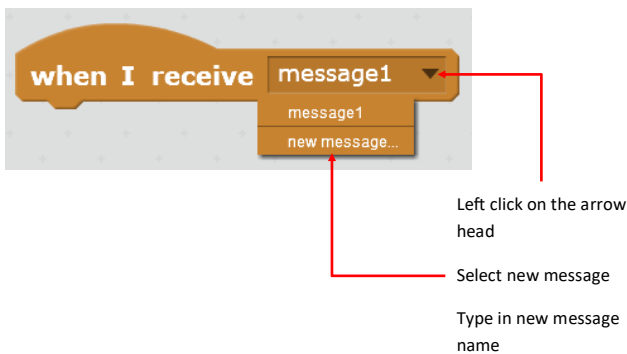 when I receive message1
message1
new message...
Left click on the arrow
head
Select new message
Type in new message
name